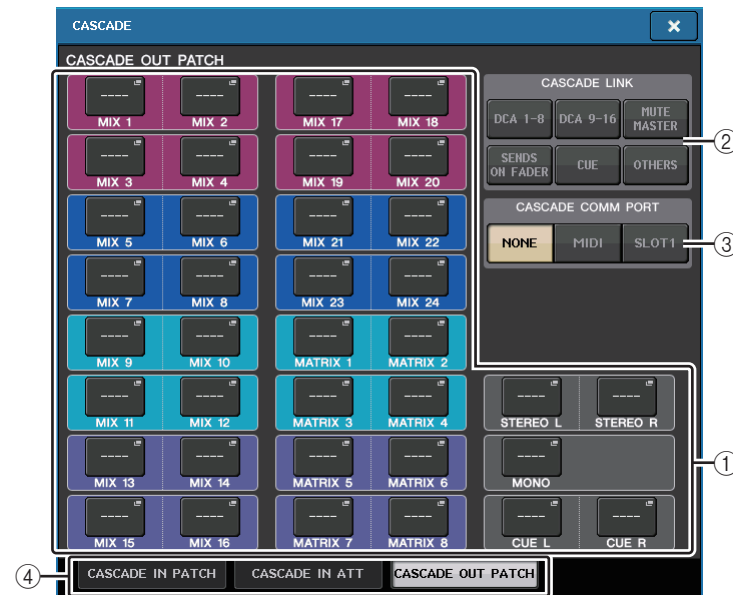 CASCADE
CASCADE OUT PATCH
---- ---- ---- ----
MIX 1 MIX 2 MIX 17 MIX 18
---- ---- ---- ----
MIX 3 MIX 4 MIX 19 MIX 20
---- ---- ---- ----
MIX 5 MIX 6 MIX 21 MIX 22
---- ---- ---- ----
MIX 7 MIX 8 MIX 23 MIX 24
---- ---- ---- ----
MIX 9 MIX 10 MATRIX 1 MATRIX 2
---- ---- ---- ----
MIX 11 MIX 12 MATRIX 3 MATRIX 4
---- ---- ---- ----
MIX 13 MIX 14 MATRIX 5 MATRIX 6
---- ---- ---- ----
MIX 15 MIX 16 MATRIX 7 MATRIX 8
CASCADE LINK
DCA 1-8 DCA 9-16 MUTE
MASTER
SENDS
ON FADER CUE OTHERS
②
CASCADE COMM PORT
NONE MIDI SLOT1
③
---- ----
STEREO L STEREO R
----
MONO
①
---- ----
CUE L CUE R
④
CASCADE IN PATCH CASCADE IN ATT CASCADE OUT PATCH